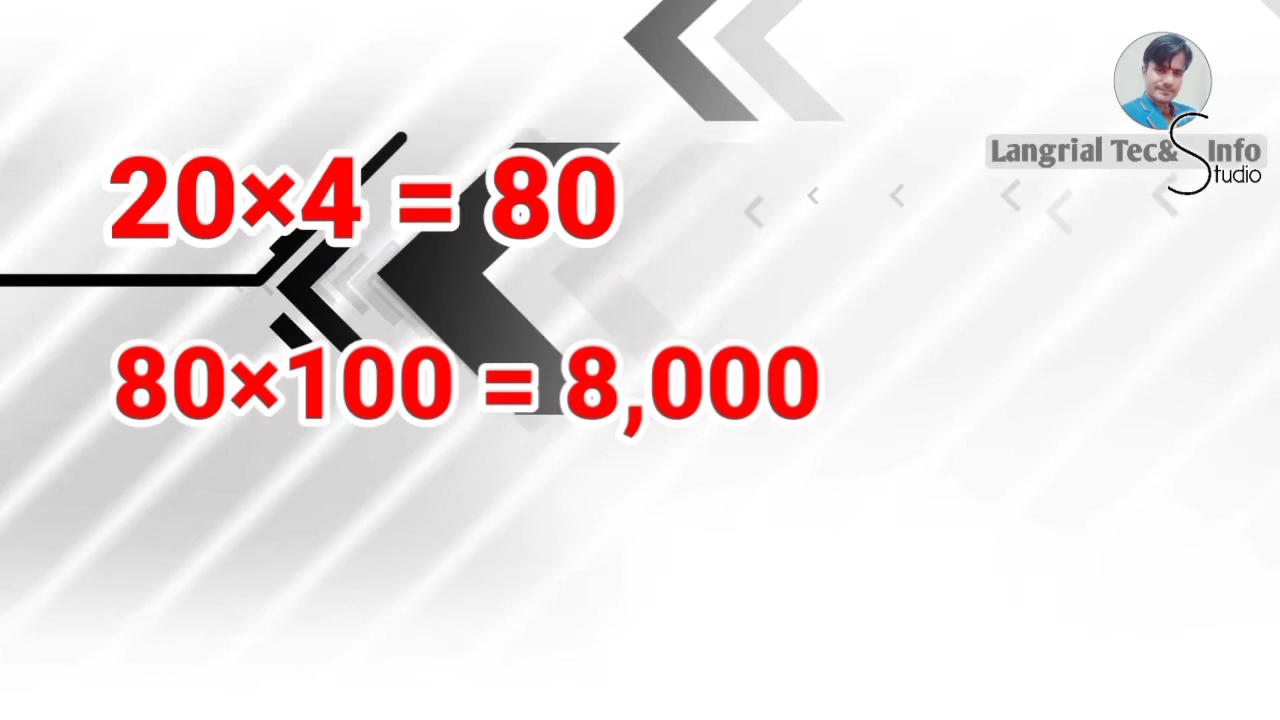 Langrial Tec& Info
Studio
20×4 = 80
80×100 = 8,000